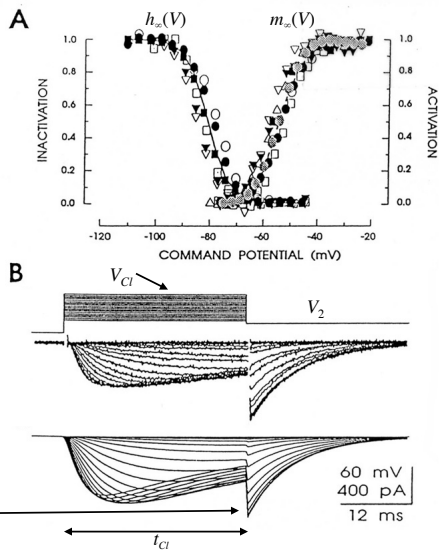 A
h∞(V) m∞(V)
1.0 1.0
0.8 0.8
0.6 0.6
0.4 0.4
0.2 0.2
0.0 0.0
INACTIVATION
ACTIVATION
-120 -100 -80 -60 -40 -20
COMMAND POTENTIAL (mV)
B
VCl
V2
60 mV
400 pA
12 ms
tCl